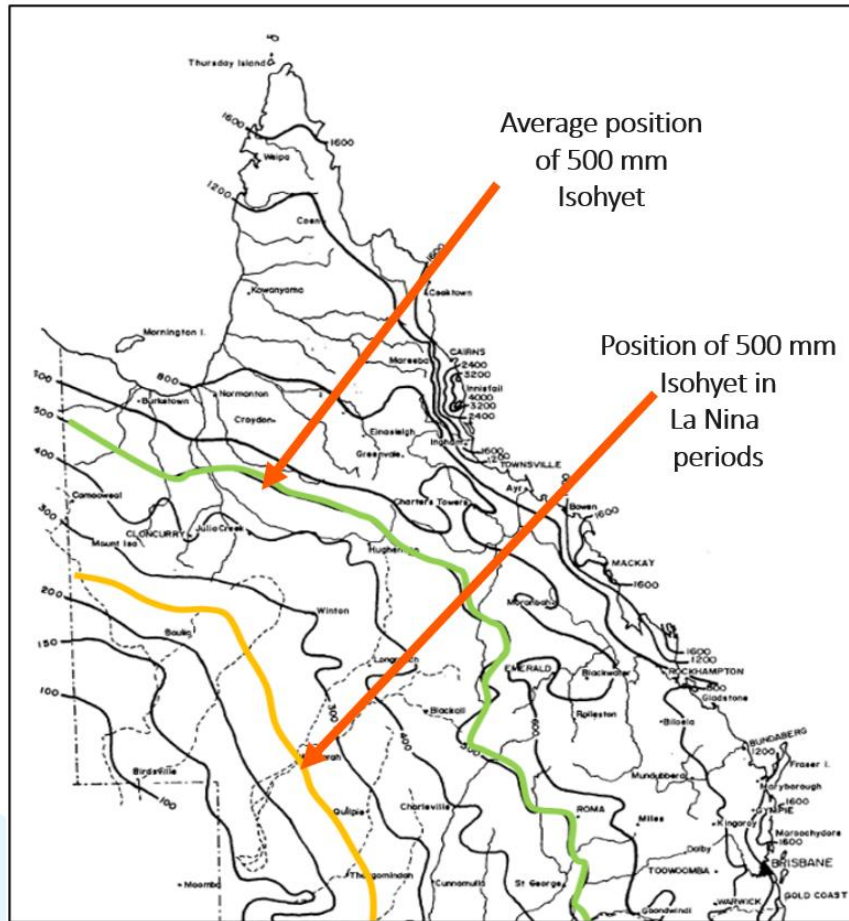 Thursday Island
Average position
of 500 mm
Isohyet
1600
1600
Weipa
1200
Coen
1600
Cooktown
Kowanyama
Mornington I.
Position of 500 mm
Isohyet in
La Nina
periods
CAIRNS
Mareeba
2400
3200
Innisfail
4000
3200
2400
800
Burketown
Normanton
Croydon
Einasleigh
Greenvale
Ingham
1600
1200
TOWNSVILLE
500
400
Camooweal
Charters Towers
Ayr
Bowen
1600
300
CLONCURRY
Julia Creek
Mount Isa
MACKAY
1600
200
Winton
Moranbah
150
Longreach
1600
1200
ROCKHAMPTON
100
EMERALD
Blackwater
800
Gladstone
300
Blackall
Rolleston
Biloela
400
600
500
BUNDABERG
1200
Fraser I.
Birdsville
100
Mundubbera
Maryborough
GYMPIE
1600
Quilpie
Charleville
ROMA
Miles
Kingaroy
Maroochydore
1600
Dalby
BRISBANE
Moomba
Thargomindah
Cunnamulla
St George
TOOWOOMBA
Goondiwindi
WARWICK
GOLD COAST